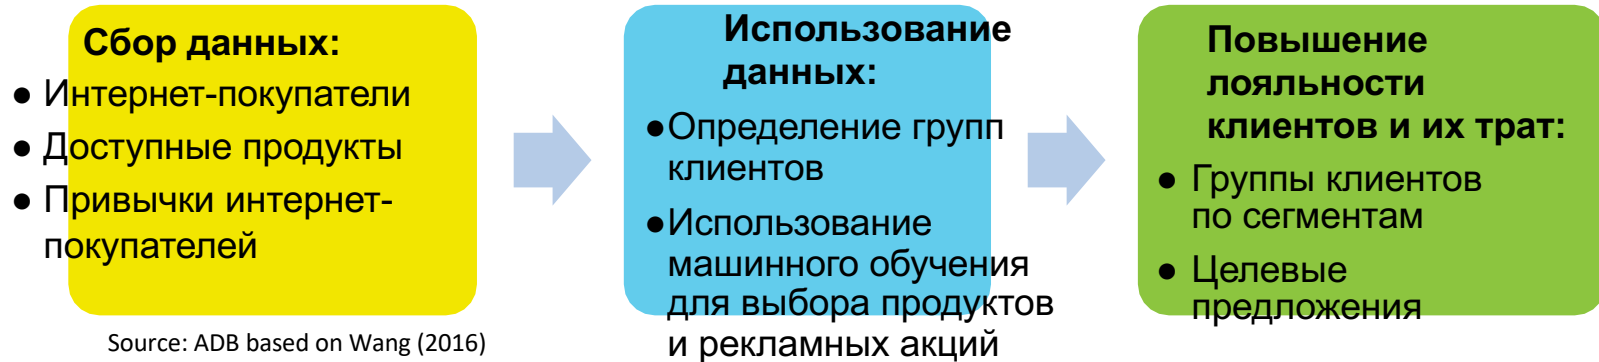 Сбор данных:
● Интернет-покупатели
● Доступные продукты
● Привычки интернет-
покупателей
Использование
данных:
●Определение групп
клиентов
●Использование
машинного обучения
для выбора продуктов
и рекламных акций
Повышение
лояльности
клиентов и их трат:
● Группы клиентов
по сегментам
● Целевые
предложения
Source: ADB based on Wang (2016)